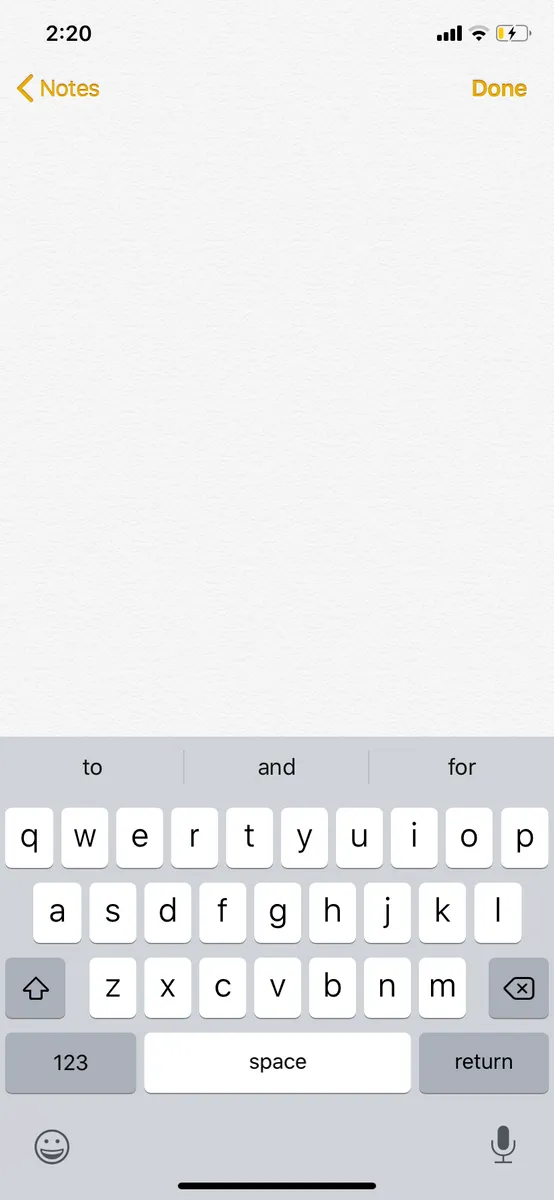 2:20
Notes
Done
to and for
q w e r t y u i o p
a s d f g h j k l
z x c v b n m
123 space return